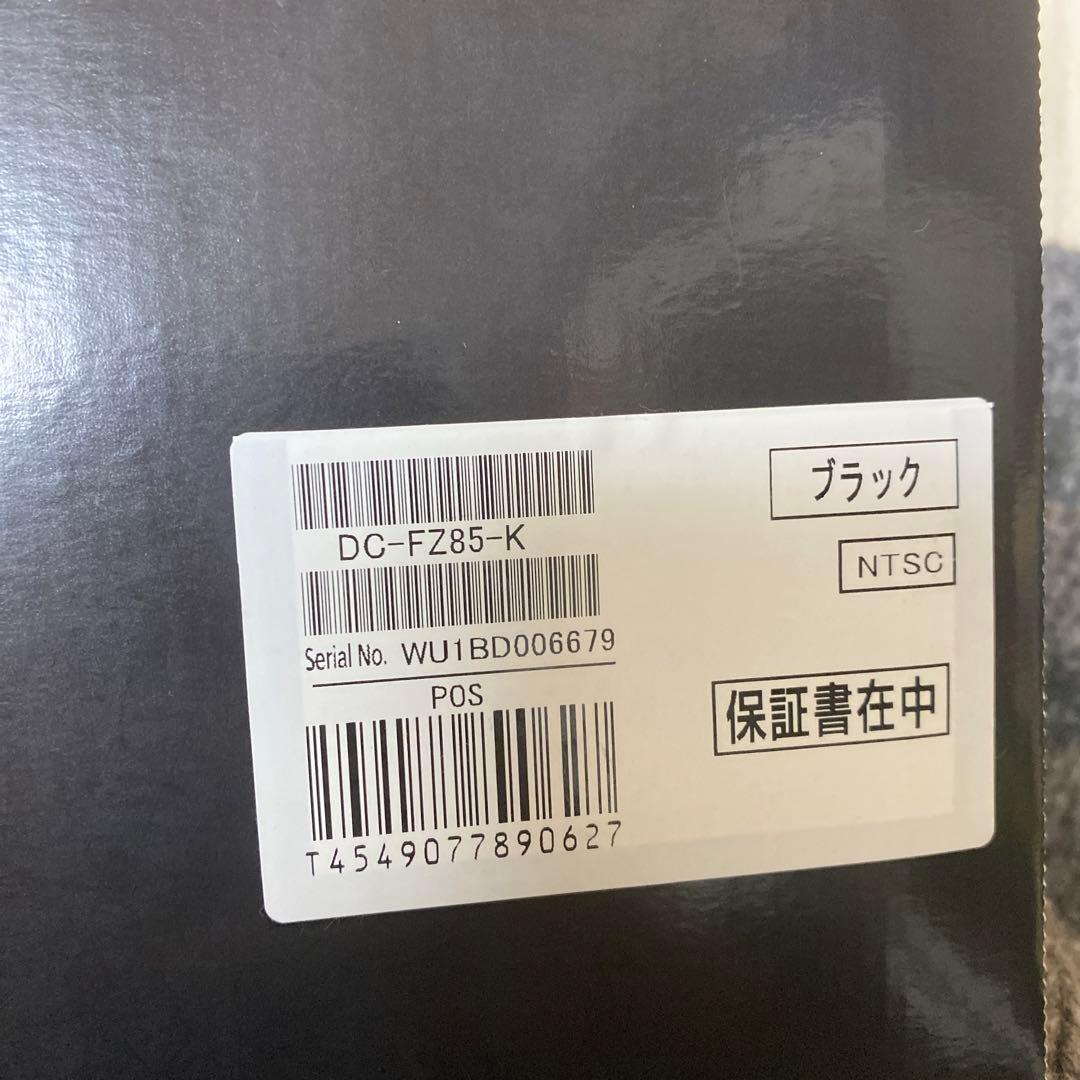 DC-FZ85-K
Serial No. WU1BD006679
POS
T4549077890627
ブラック
NTSC
保証書在中